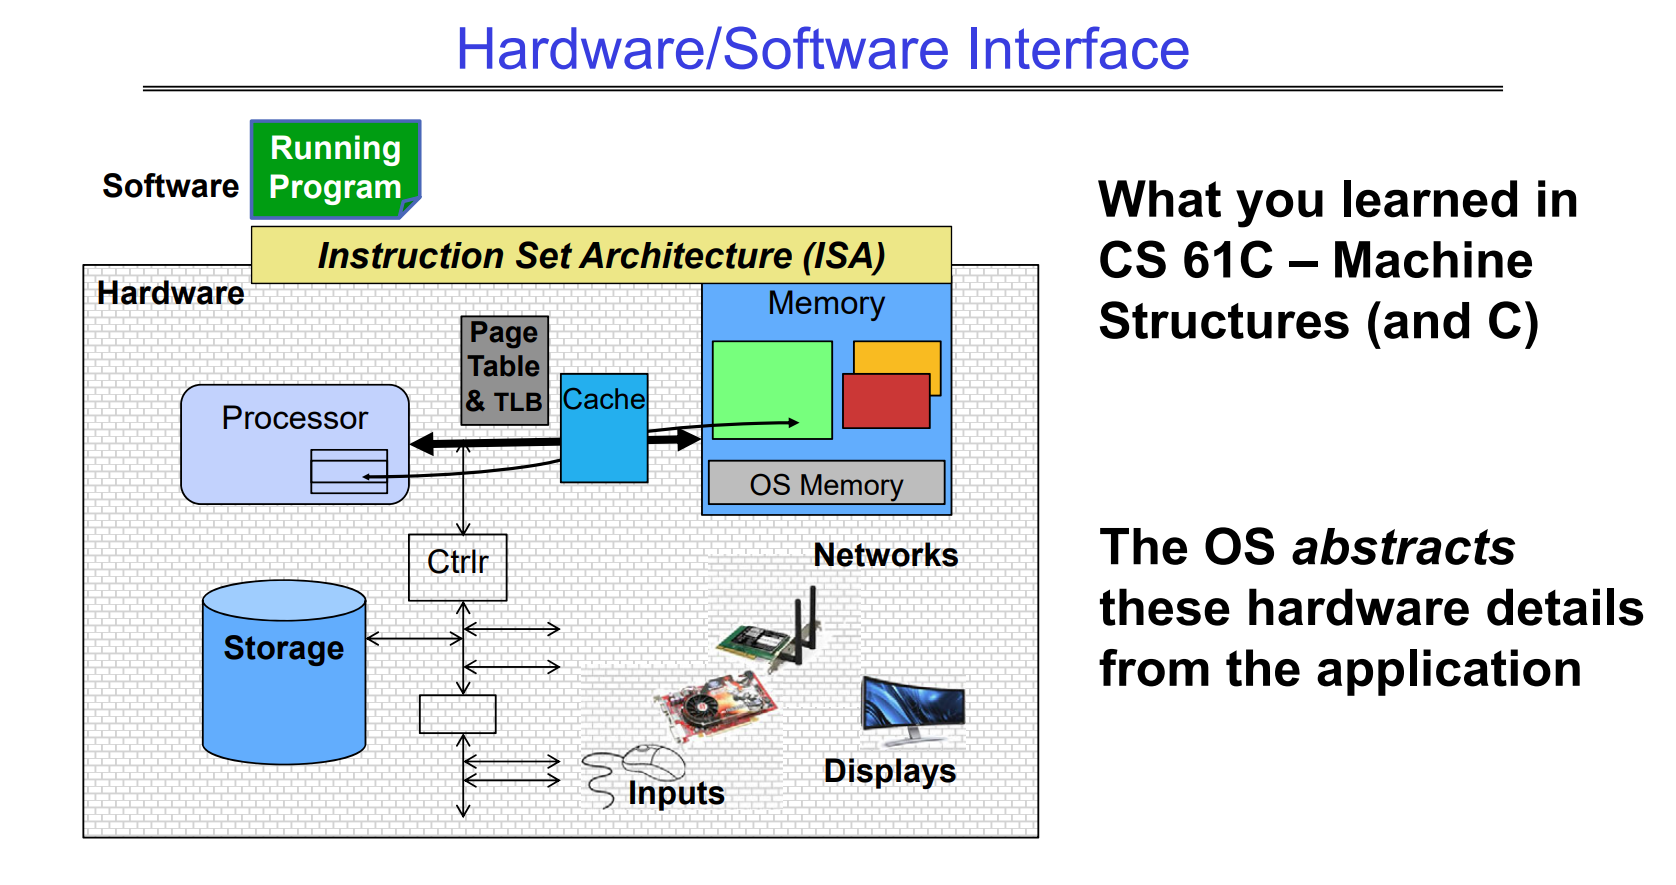 Hardware/Software Interface
Software
Running
Program
Instruction Set Architecture (ISA)
Hardware
Memory
Page
Table
& TLB
Cache
Processor
OS Memory
Ctrlr
Networks
Storage
Displays
Inputs
What you learned in
CS 61C – Machine
Structures (and C)
The OS abstracts
these hardware details
from the application